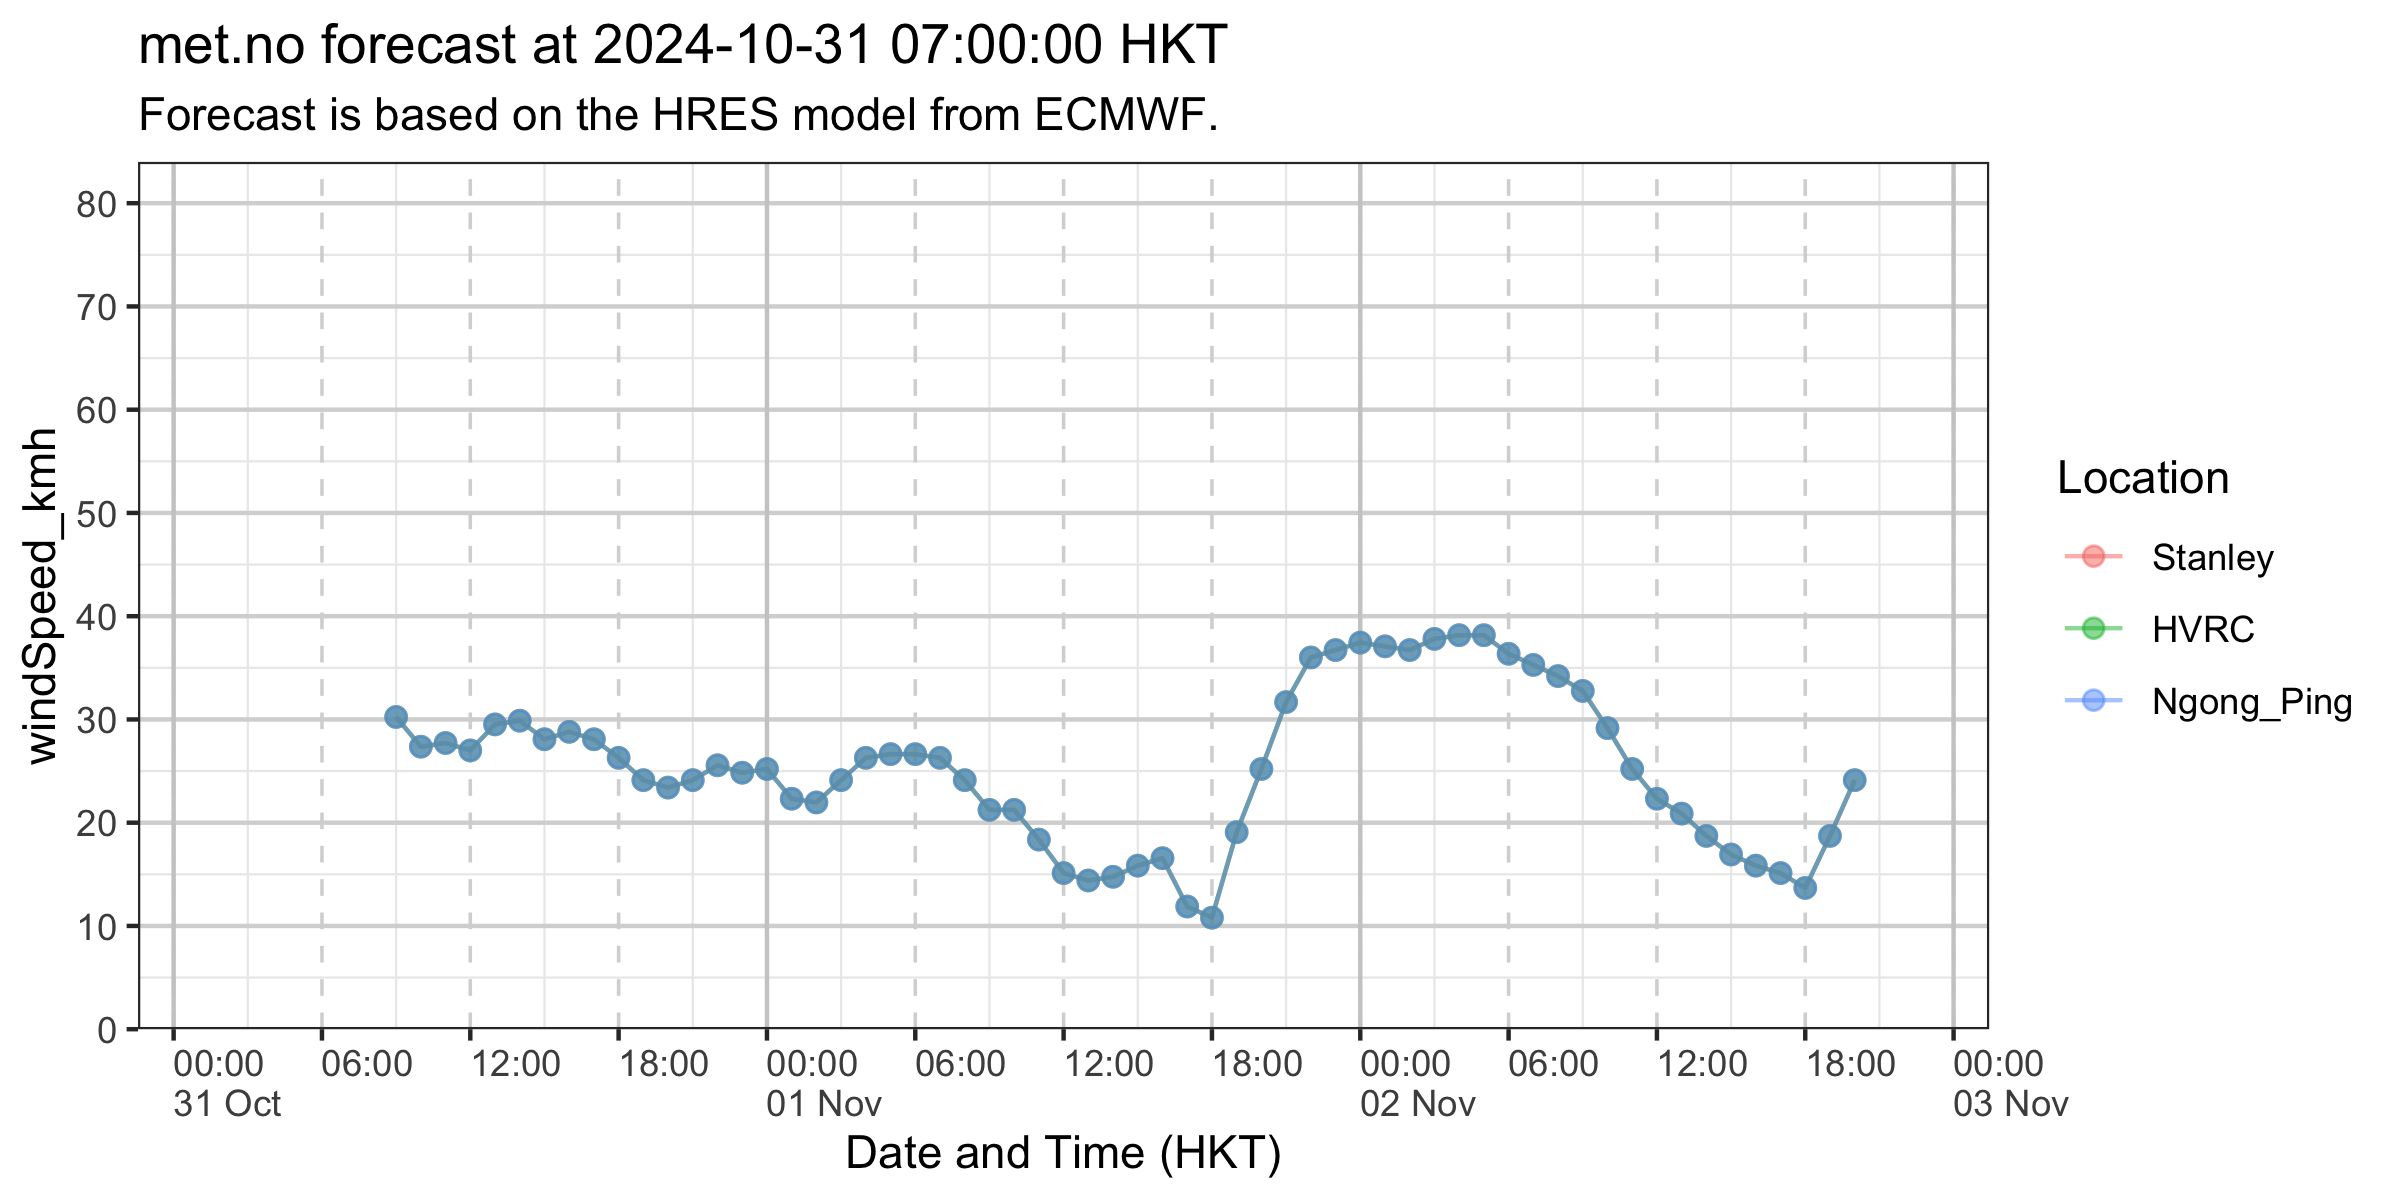 met.no forecast at 2024-10-31 07:00:00 HKT
Forecast is based on the HRES model from ECMWF.
windSpeed_kmh
80
70
60
50
40
30
20
10
0
00:00 06:00 12:00 18:00 00:00 06:00 12:00 18:00 00:00 06:00 12:00 18:00 00:00
31 Oct 01 Nov 02 Nov 03 Nov
Date and Time (HKT)
Location
Stanley
HVRC
Ngong_Ping